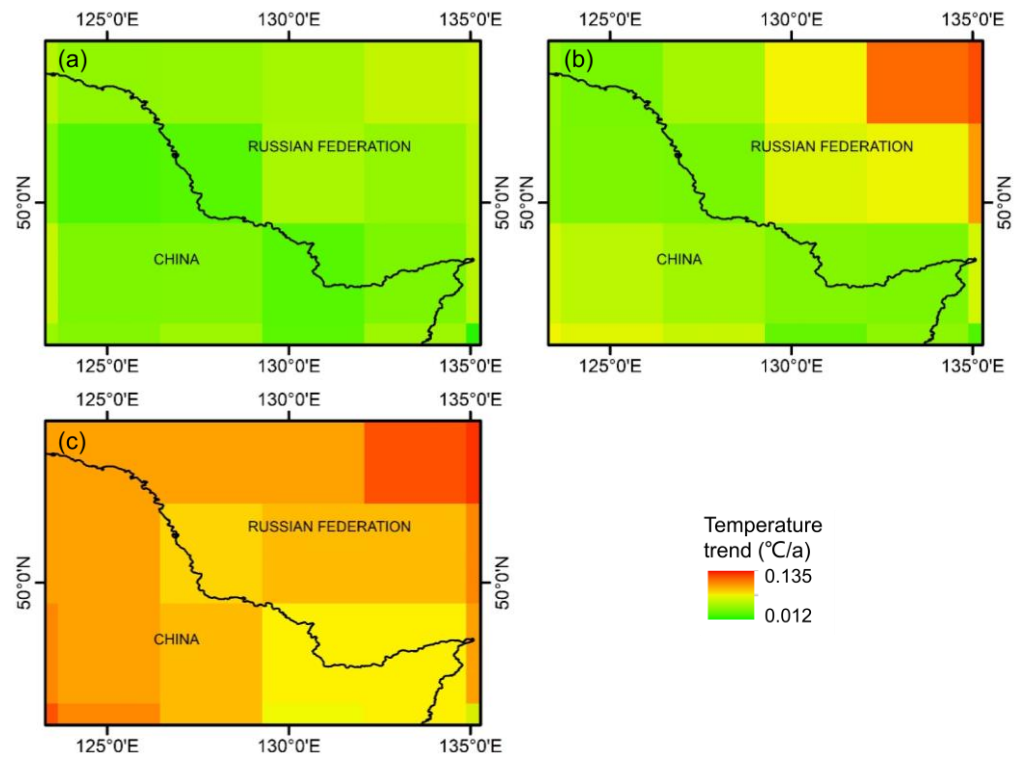 125°0'E 130°0'E 135°0'E 125°0'E 130°0'E 135°0'E
(a) (b)
RUSSIAN FEDERATION RUSSIAN FEDERATION
50°0'N 50°0'N 50°0'N 50°0'N
CHINA CHINA
125°0'E 130°0'E 135°0'E 125°0'E 130°0'E 135°0'E
125°0'E 130°0'E 135°0'E
(c)
RUSSIAN FEDERATION
50°0'N 50°0'N
CHINA
125°0'E 130°0'E 135°0'E
Temperature
trend (℃/a)
0.135
0.012